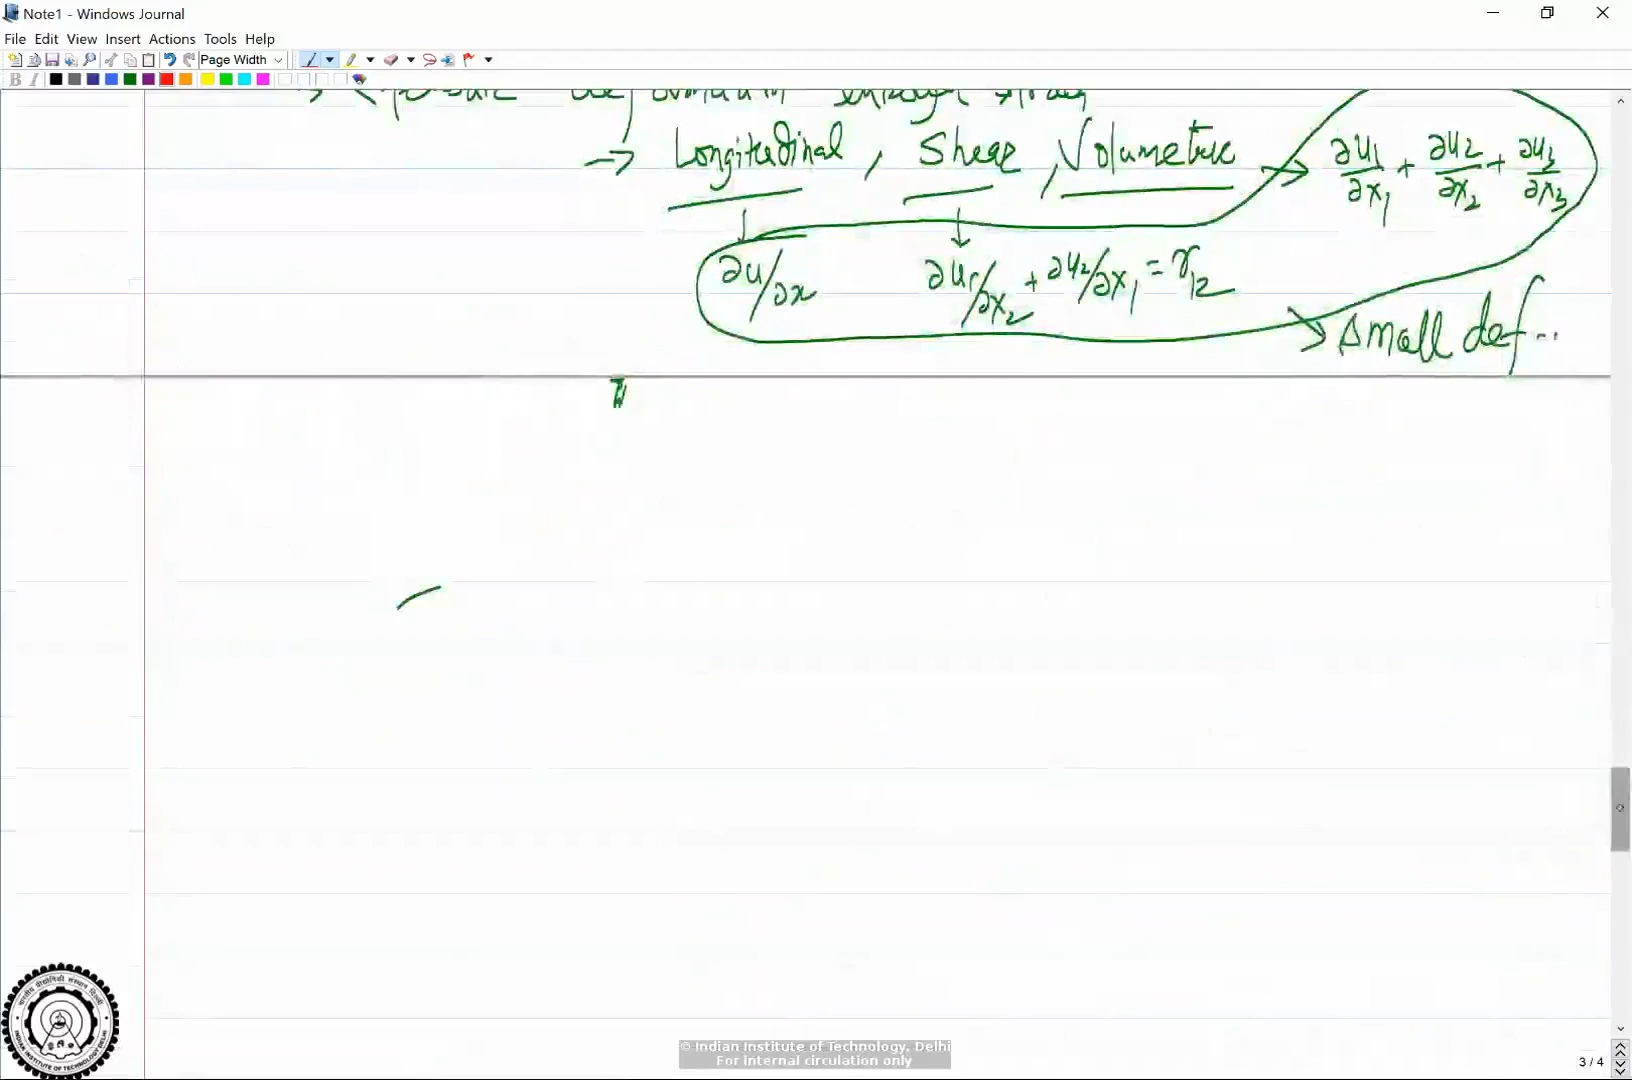 Note1 - Windows Journal
File Edit View Insert Actions Tools Help
Page Width
B I
→ Longitudinal , Shear , Volumetric → ∂u1/∂x1 + ∂u2/∂x2 + ∂u3/∂x3
∂u/∂x ∂u1/∂x2 + ∂u2/∂x1 = γ12
→ Small def..
© Indian Institute of Technology, Delhi
For internal circulation only
3 / 4